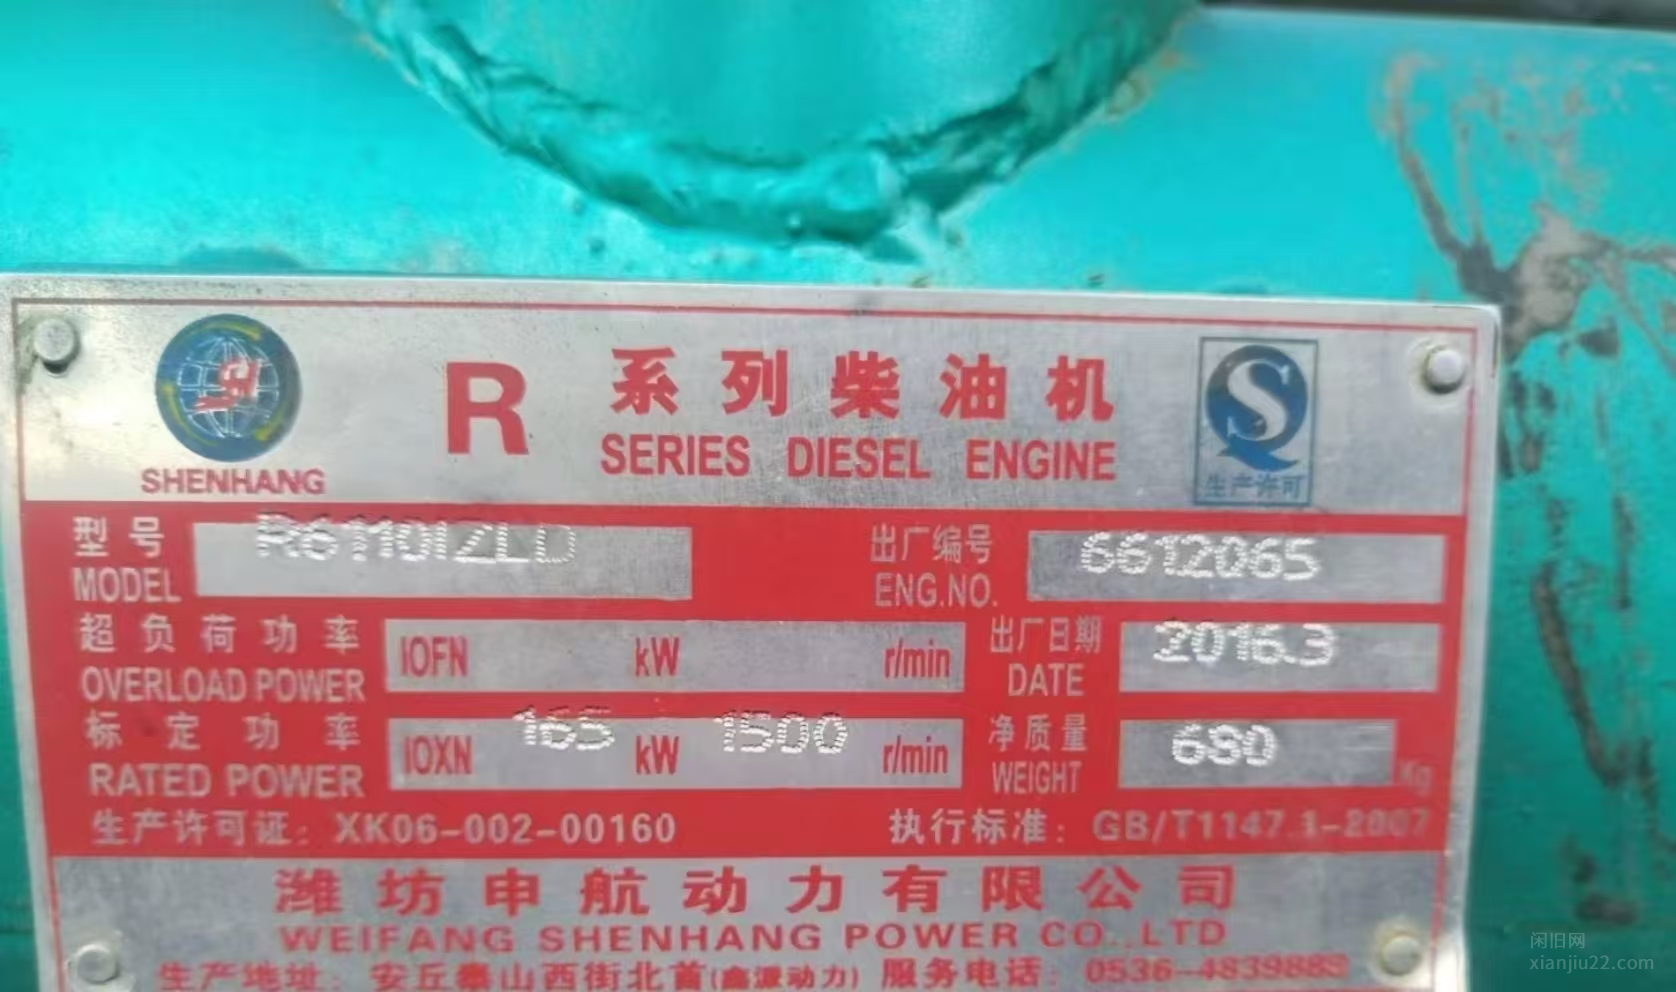 R 系列柴油机
SERIES DIESEL ENGINE
SHENHANG
生产许可
型号 R6110IZLD 出厂编号 6612065
MODEL ENG.NO.
超负荷功率 IOFN kW r/min 出厂日期 2016.3
OVERLOAD POWER DATE
标定功率 IOXN 165 kW 1500 r/min 净质量 680 Kg
RATED POWER WEIGHT
生产许可证：XK06-002-00160 执行标准：GB/T1147.1-2007
潍坊申航动力有限公司
WEIFANG SHENHANG POWER CO.,LTD
生产地址：安丘泰山西街北首(鑫派动力) 服务电话：0536-4839888
闲旧网
xianjiu22.com